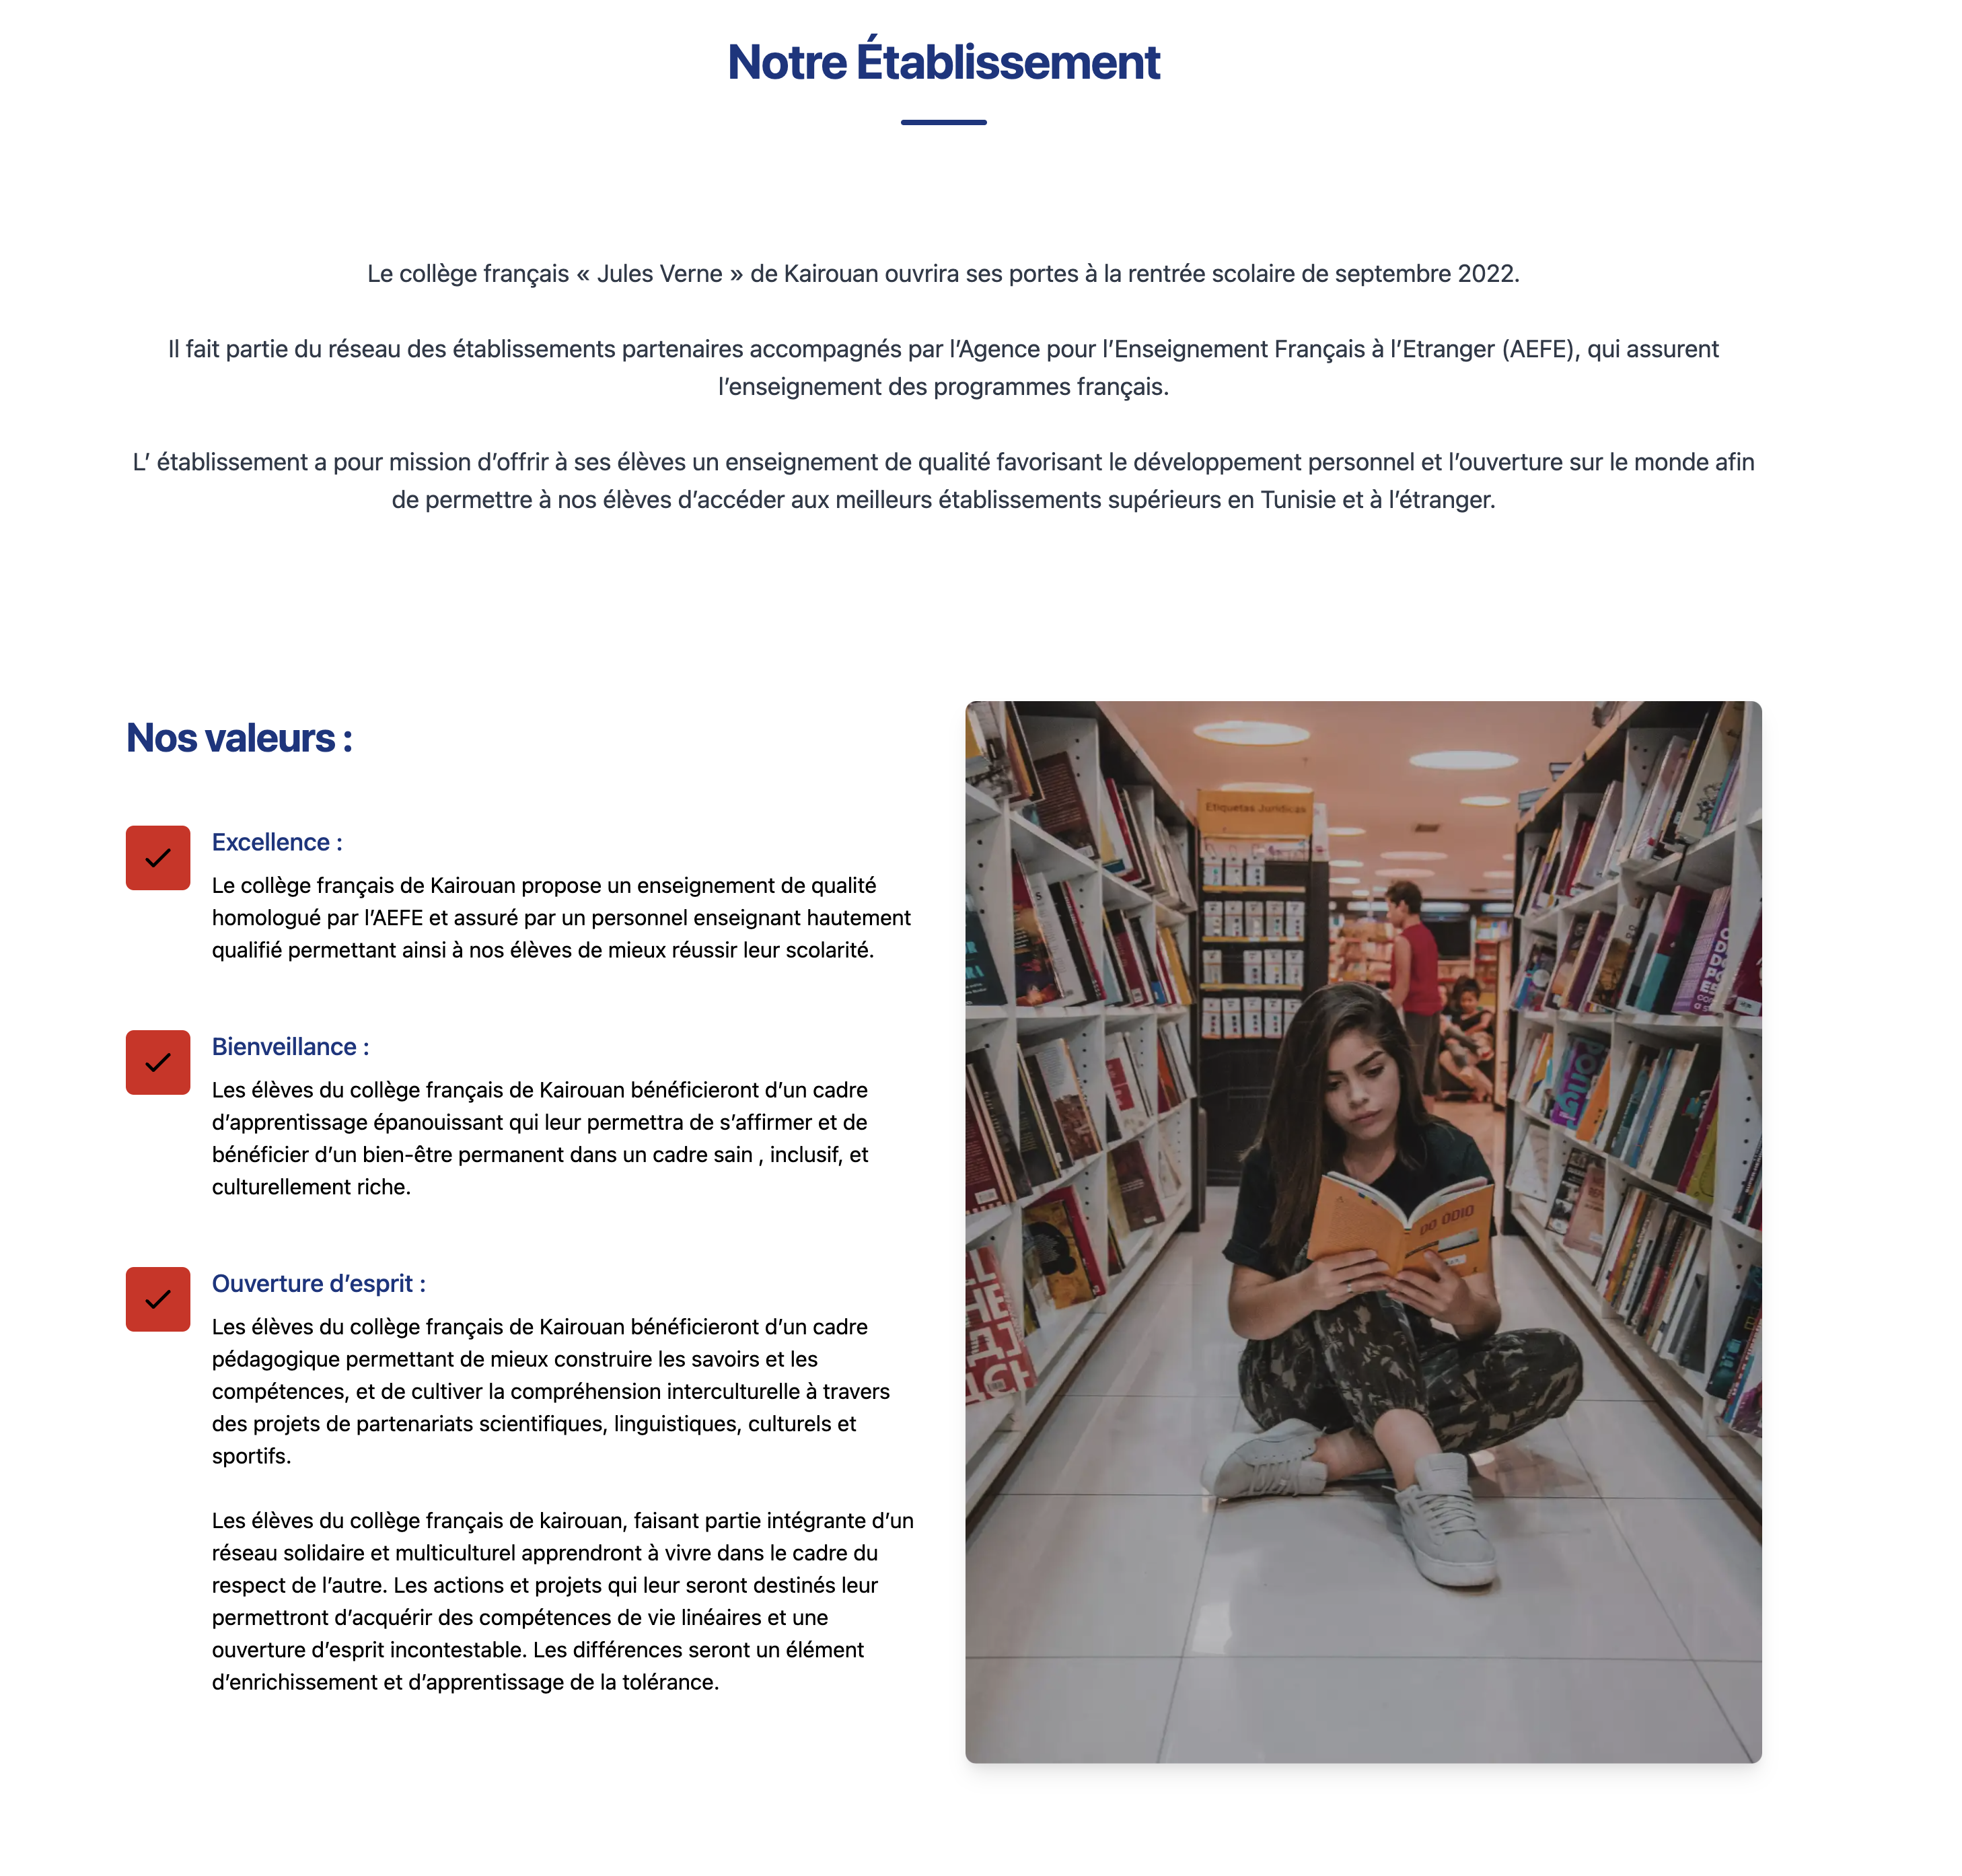 Notre Établissement
Le collège français « Jules Verne » de Kairouan ouvrira ses portes à la rentrée scolaire de septembre 2022.
Il fait partie du réseau des établissements partenaires accompagnés par l’Agence pour l’Enseignement Français à l’Etranger (AEFE), qui assurent
l’enseignement des programmes français.
L’ établissement a pour mission d’offrir à ses élèves un enseignement de qualité favorisant le développement personnel et l’ouverture sur le monde afin
de permettre à nos élèves d’accéder aux meilleurs établissements supérieurs en Tunisie et à l’étranger.
Nos valeurs :
Excellence :
Le collège français de Kairouan propose un enseignement de qualité
homologué par l’AEFE et assuré par un personnel enseignant hautement
qualifié permettant ainsi à nos élèves de mieux réussir leur scolarité.
Bienveillance :
Les élèves du collège français de Kairouan bénéficieront d’un cadre
d’apprentissage épanouissant qui leur permettra de s’affirmer et de
bénéficier d’un bien-être permanent dans un cadre sain , inclusif, et
culturellement riche.
Ouverture d’esprit :
Les élèves du collège français de Kairouan bénéficieront d’un cadre
pédagogique permettant de mieux construire les savoirs et les
compétences, et de cultiver la compréhension interculturelle à travers
des projets de partenariats scientifiques, linguistiques, culturels et
sportifs.
Les élèves du collège français de kairouan, faisant partie intégrante d’un
réseau solidaire et multiculturel apprendront à vivre dans le cadre du
respect de l’autre. Les actions et projets qui leur seront destinés leur
permettront d’acquérir des compétences de vie linéaires et une
ouverture d’esprit incontestable. Les différences seront un élément
d’enrichissement et d’apprentissage de la tolérance.
Etiquetas Jurídicas
DO ÓDIO